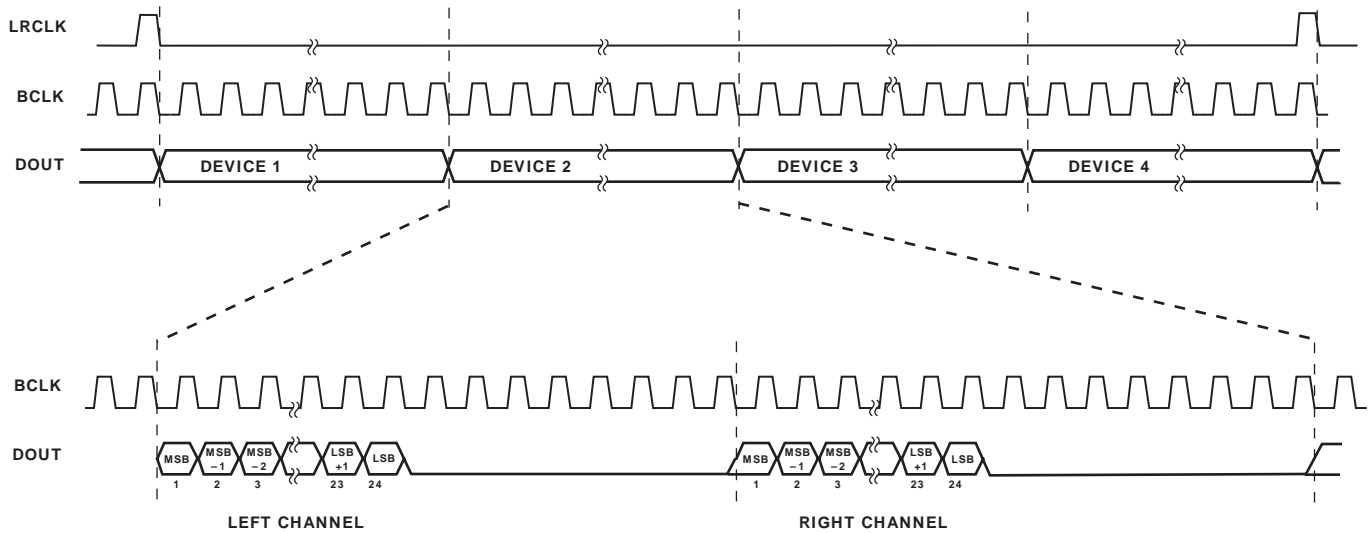 LRCLK
BCLK
DOUT DEVICE 1 DEVICE 2 DEVICE 3 DEVICE 4
BCLK
DOUT
MSB MSB –1 MSB –2 LSB +1 LSB MSB MSB –1 MSB –2 LSB +1 LSB
1 2 3 23 24 1 2 3 23 24
LEFT CHANNEL RIGHT CHANNEL